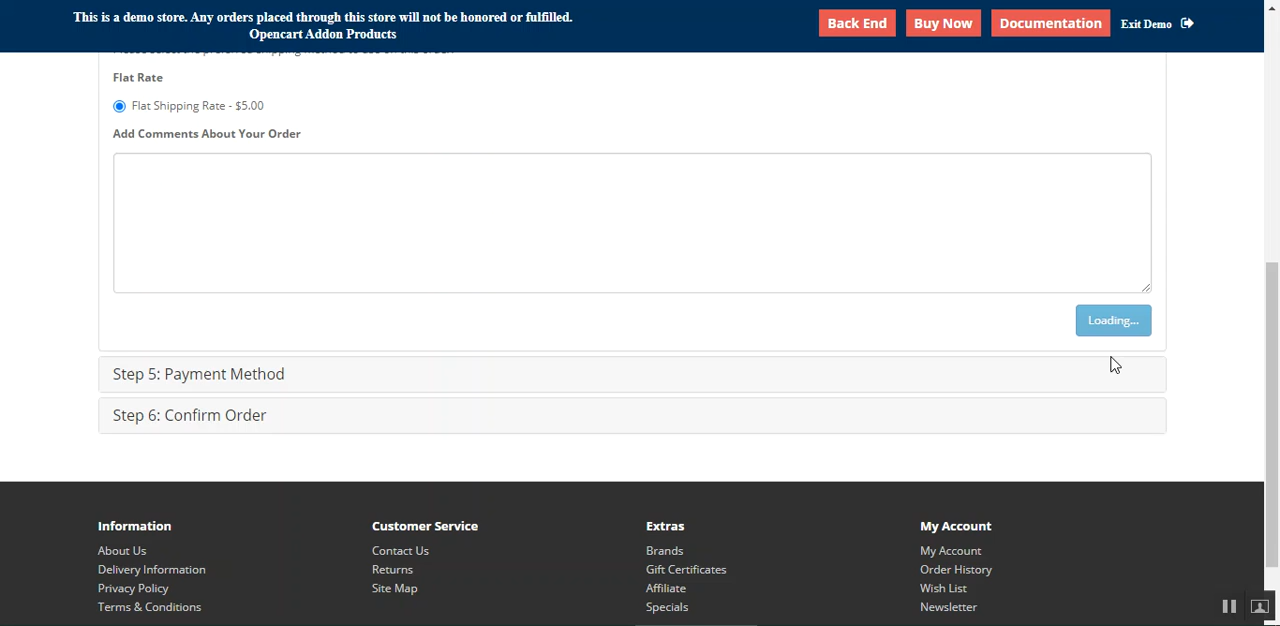 This is a demo store. Any orders placed through this store will not be honored or fulfilled.
Opencart Addon Products
Back End
Buy Now
Documentation
Exit Demo
Flat Rate
Flat Shipping Rate - $5.00
Add Comments About Your Order
Loading...
Step 5: Payment Method
Step 6: Confirm Order
Information
About Us
Delivery Information
Privacy Policy
Terms & Conditions
Customer Service
Contact Us
Returns
Site Map
Extras
Brands
Gift Certificates
Affiliate
Specials
My Account
My Account
Order History
Wish List
Newsletter